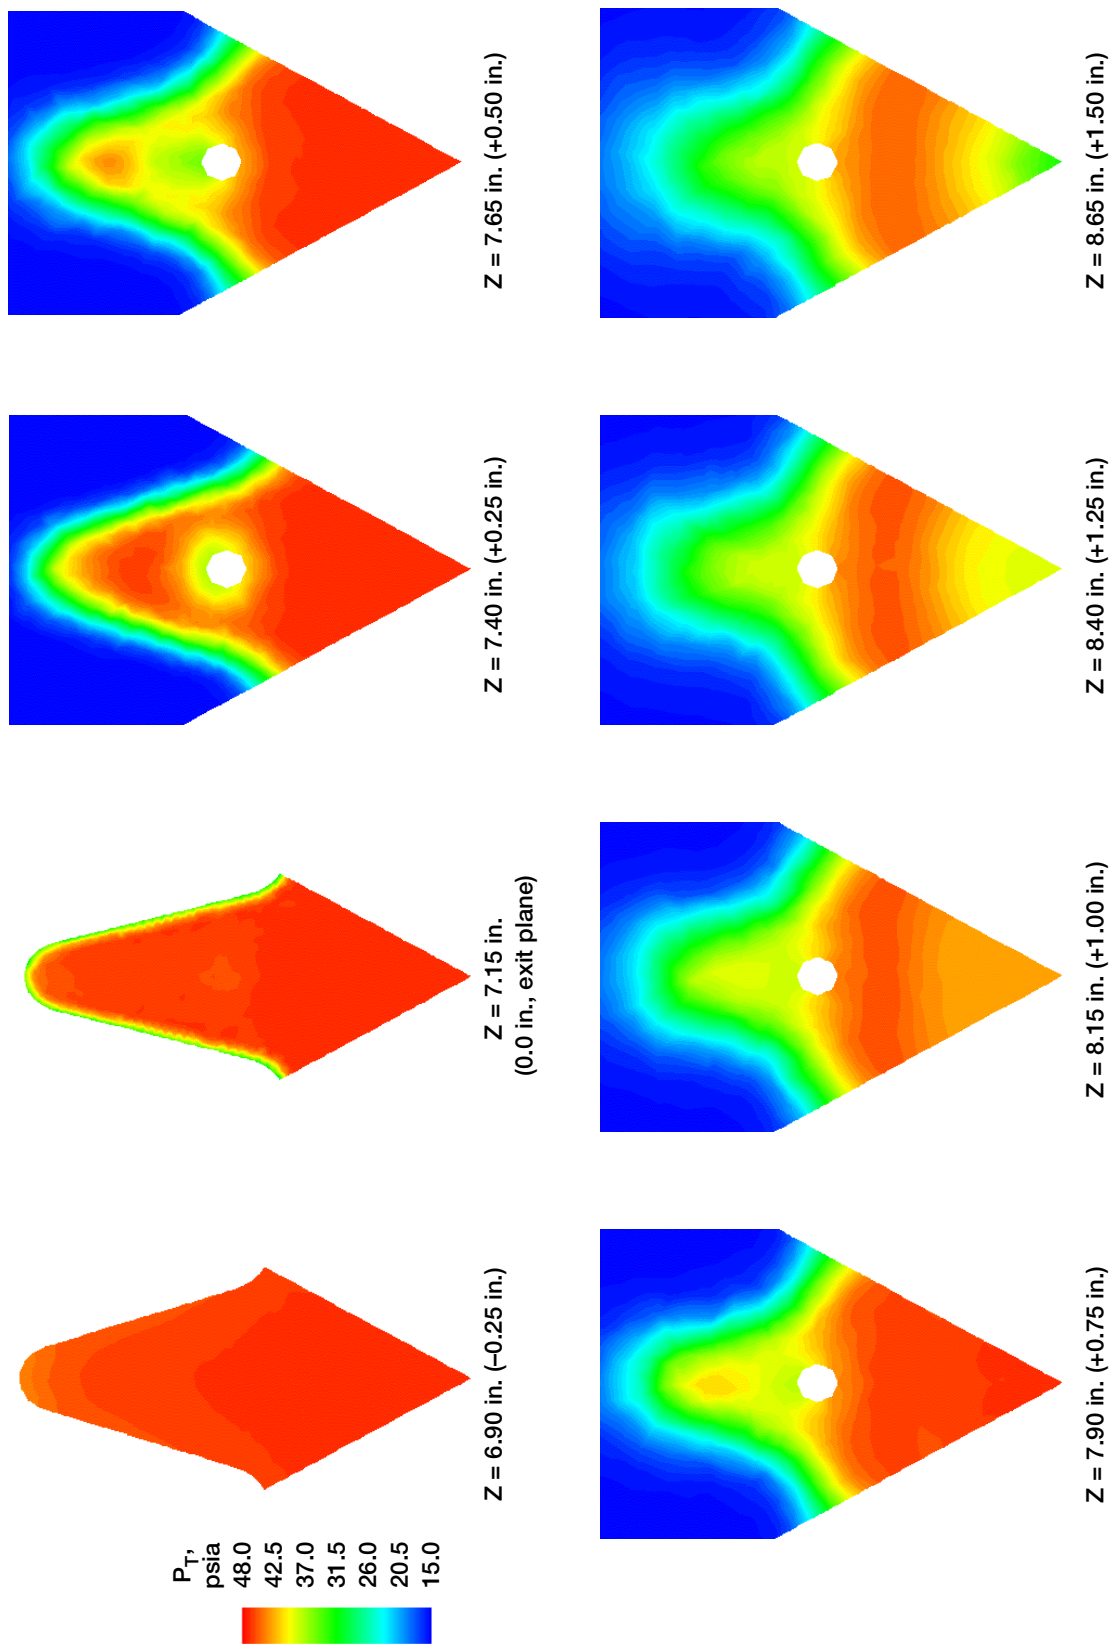 P_T,
psia
48.0
42.5
37.0
31.5
26.0
20.5
15.0
Z = 6.90 in. (–0.25 in.)
Z = 7.15 in.
(0.0 in., exit plane)
Z = 7.40 in. (+0.25 in.)
Z = 7.65 in. (+0.50 in.)
Z = 7.90 in. (+0.75 in.)
Z = 8.15 in. (+1.00 in.)
Z = 8.40 in. (+1.25 in.)
Z = 8.65 in. (+1.50 in.)